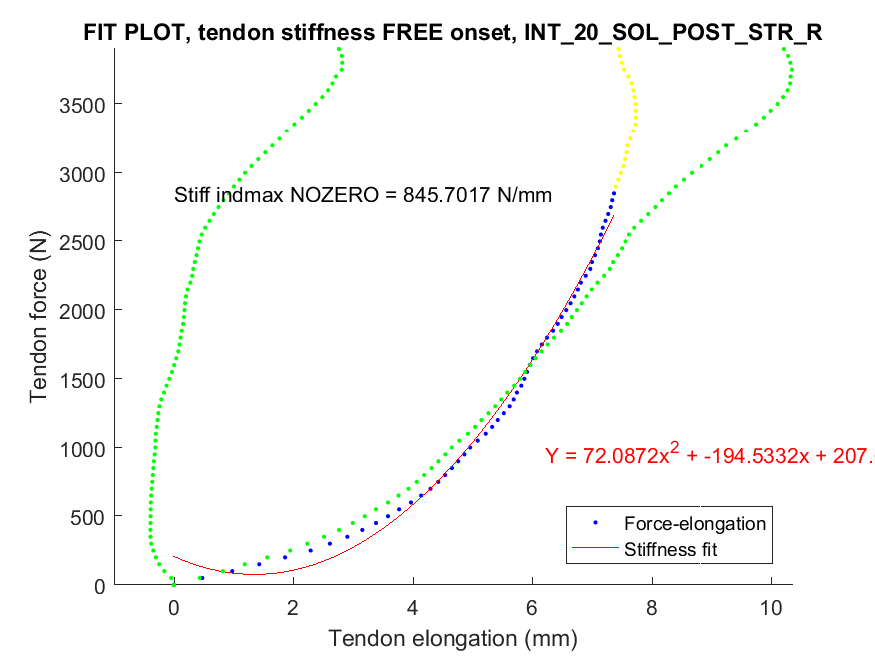 FIT PLOT, tendon stiffness FREE onset, INT_20_SOL_POST_STR_R
3500
3000
Stiff indmax NOZERO = 845.7017 N/mm
2500
Tendon force (N)
2000
1500
1000
Y = 72.0872x² + -194.5332x + 207.
500
Force-elongation
Stiffness fit
0
0 2 4 6 8 10
Tendon elongation (mm)